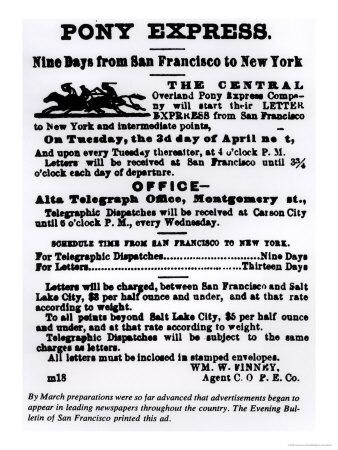 PONY EXPRESS.
Nine Days from San Francisco to New York
THE CENTRAL
Overland Pony Express Compa-
ny will start their LETTER
EXPRESS from San Francisco
to New York and intermediate points,
On Tuesday, the 3d day of April ne t,
And upon every Tuesday thereafter, at 4 o'clock P. M.
Letters will be received at San Francisco until 3¾
o'clock each day of departure.
OFFICE—
Alta Telegraph Office, Montgomery st.,
Telegraphic Dispatches will be received at Carson City
until 6 o'clock P. M., every Wednesday.
SCHEDULE TIME FROM SAN FRANCISCO TO NEW YORK.
For Telegraphic Dispatches..................Nine Days
For Letters..................Thirteen Days
Letters will be charged, between San Francisco and Salt
Lake City, $3 per half ounce and under, and at that rate
according to weight.
To all points beyond Salt Lake City, $5 per half ounce
and under, and at that rate according to weight.
Telegraphic Dispatches will be subject to the same
charges as letters.
All letters must be inclosed in stamped envelopes.
WM. W. FINNEY,
m18 Agent C. O P. E. Co.
By March preparations were so far advanced that advertisements began to
appear in leading newspapers throughout the country. The Evening Bul-
letin of San Francisco printed this ad.